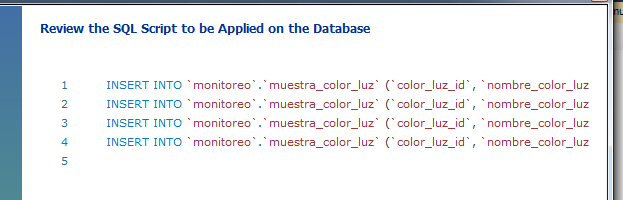 Review the SQL Script to be Applied on the Database
1 INSERT INTO `monitoreo`.`muestra_color_luz` (`color_luz_id`, `nombre_color_luz
2 INSERT INTO `monitoreo`.`muestra_color_luz` (`color_luz_id`, `nombre_color_luz
3 INSERT INTO `monitoreo`.`muestra_color_luz` (`color_luz_id`, `nombre_color_luz
4 INSERT INTO `monitoreo`.`muestra_color_luz` (`color_luz_id`, `nombre_color_luz
5